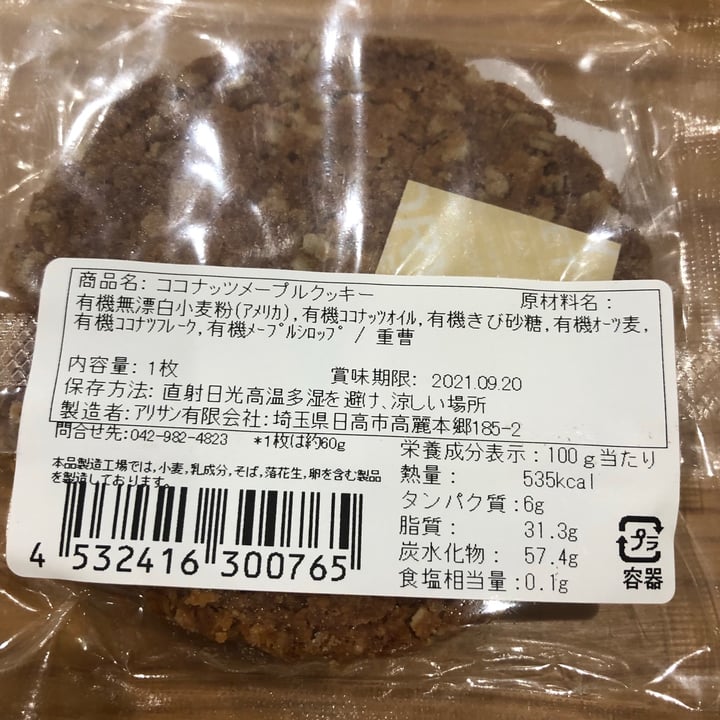 商品名: ココナッツメープルクッキー 原材料名:
有機無漂白小麦粉(アメリカ),有機ココナッツオイル,有機きび砂糖,有機オーツ麦,
有機ココナツフレーク,有機メープルシロップ / 重曹
内容量: 1枚 賞味期限: 2021.09.20
保存方法: 直射日光高温多湿を避け、涼しい場所
製造者:アリサン有限会社:埼玉県日高市高麗本郷185-2
問合せ先:042-982-4823 *1枚は約60g
本品製造工場では,小麦,乳成分,そば,落花生,卵を含む製品
を製造しております。
栄養成分表示:100g当たり
熱量: 535kcal
タンパク質:6g
脂質: 31.3g
炭水化物: 57.4g
食塩相当量:0.1g
4 532416 300765
プラ
容器